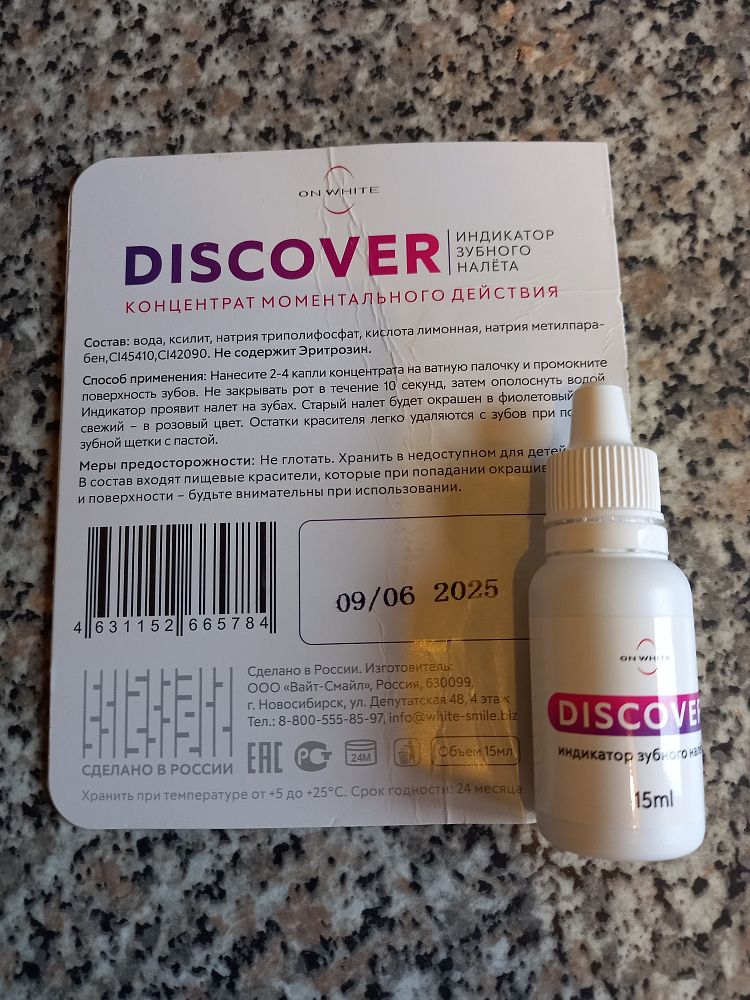 ON WHITE
DISCOVER
ИНДИКАТОР
ЗУБНОГО
НАЛЁТА
КОНЦЕНТРАТ МОМЕНТАЛЬНОГО ДЕЙСТВИЯ
Состав: вода, ксилит, натрия триполифосфат, кислота лимонная, натрия метилпара-
бен,CI45410,CI42090. Не содержит Эритрозин.
Способ применения: Нанесите 2-4 капли концентрата на ватную палочку и промокните
поверхность зубов. Не закрывать рот в течение 10 секунд, затем ополоснуть водой.
Индикатор проявит налет на зубах. Старый налет будет окрашен в фиолетовый
свежий – в розовый цвет. Остатки красителя легко удаляются с зубов при
зубной щетки с пастой.
Меры предосторожности: Не глотать. Хранить в недоступном для детей
В состав входят пищевые красители, которые при попадании
и поверхности – будьте внимательны при использовании.
4 631152 665784
09/06 2025
Сделано в России. Изготовитель:
ООО «Вайт-Смайл», Россия, 630099,
г. Новосибирск, ул. Депутатская 48, 4 этаж
Тел.: 8-800-555-85-97, info@white-smile.biz
СДЕЛАНО В РОССИИ
EAC
РСТ
24M
Объем 15мл
Хранить при температуре от +5 до +25°C. Срок годности: 24 месяца
ON WHITE
DISCOVER
индикатор зубного
15ml